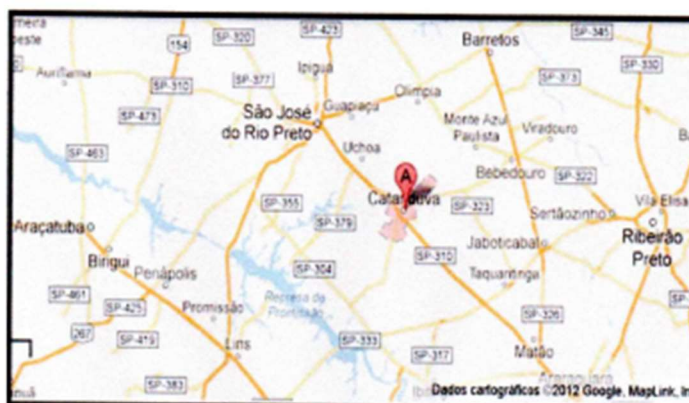 SP-423
SP-345
154
SP-320
Barretos
SP-330
Auriflama
SP-310
SP-377
Ipiguá
SP-373
São José
do Rio Preto
Guapiaçu
Olímpia
SP-473
Monte Azul
Paulista
Viradouro
SP-463
Uchoa
Bebedouro
A
SP-322
SP-355
Catanduva
SP-323
Vila Elisa
Sertãozinho
Araçatuba
SP-379
Ribeirão
Preto
Birigui
SP-310
Jaboticabal
Penápolis
SP-304
Taquaritinga
SP-461
SP-425
Represa de
Promissão
Promissão
SP-326
267
SP-419
SP-333
Lins
SP-317
Matão
Araraquara
SP-383
Dados cartográficos ©2012 Google, MapLink, In